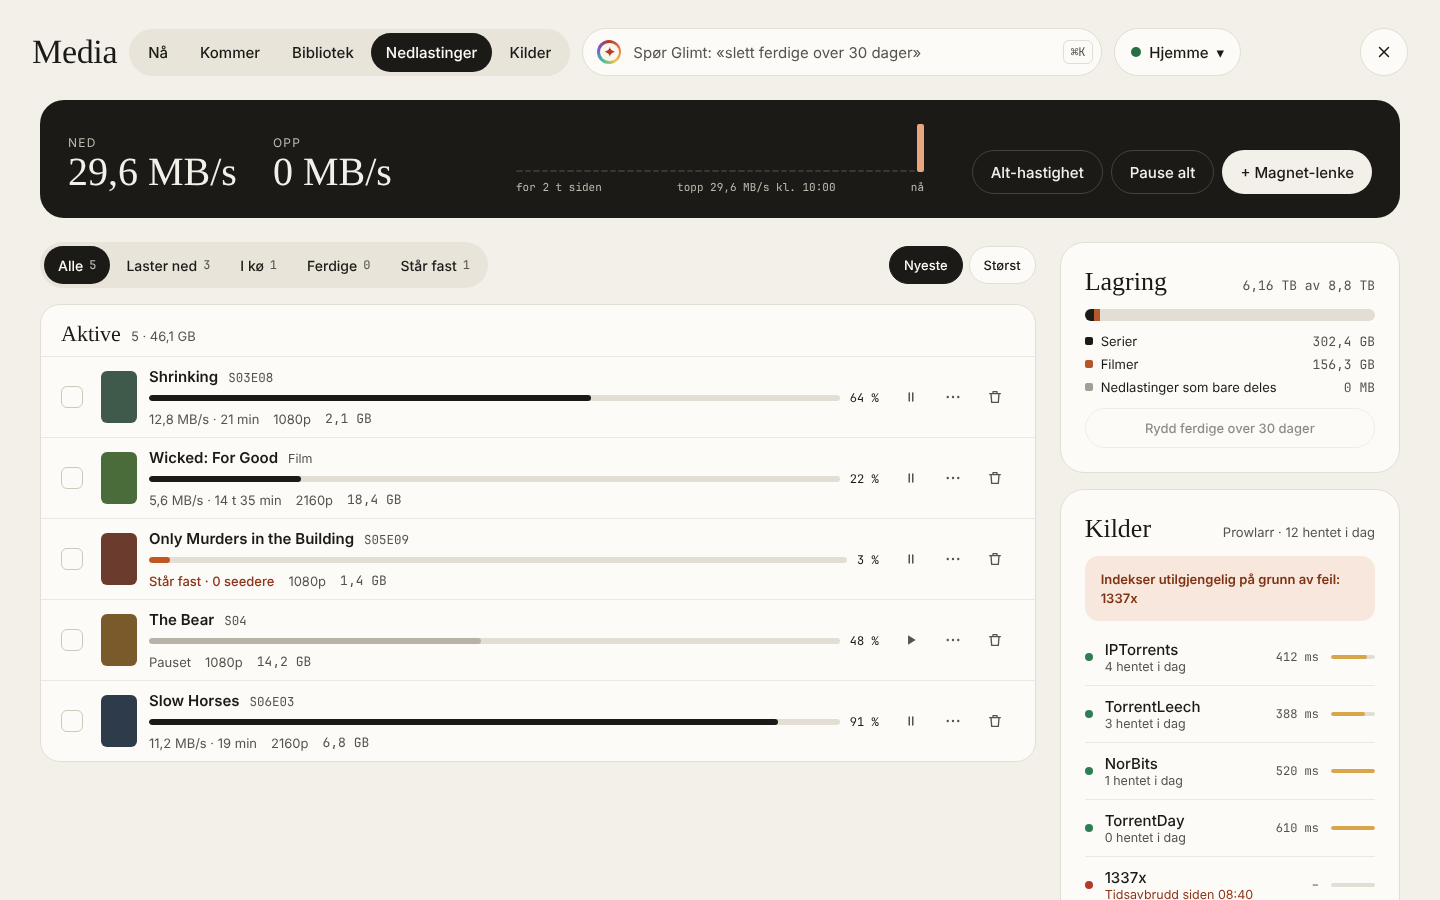 Media
Nå
Kommer
Bibliotek
Nedlastinger
Kilder
Spør Glimt: «slett ferdige over 30 dager»
⌘K
Hjemme ▾
NED
29,6 MB/s
OPP
0 MB/s
for 2 t siden
topp 29,6 MB/s kl. 10:00
nå
Alt-hastighet
Pause alt
+ Magnet-lenke
Alle 5
Laster ned 3
I kø 1
Ferdige 0
Står fast 1
Nyeste
Størst
Aktive 5 · 46,1 GB
Shrinking S03E08
64 %
12,8 MB/s · 21 min 1080p 2,1 GB
Wicked: For Good Film
22 %
5,6 MB/s · 14 t 35 min 2160p 18,4 GB
Only Murders in the Building S05E09
3 %
Står fast · 0 seedere 1080p 1,4 GB
The Bear S04
48 %
Pauset 1080p 14,2 GB
Slow Horses S06E03
91 %
11,2 MB/s · 19 min 2160p 6,8 GB
Lagring 6,16 TB av 8,8 TB
Serier 302,4 GB
Filmer 156,3 GB
Nedlastinger som bare deles 0 MB
Rydd ferdige over 30 dager
Kilder Prowlarr · 12 hentet i dag
Indekser utilgjengelig på grunn av feil:
1337x
IPTorrents 412 ms
4 hentet i dag
TorrentLeech 388 ms
3 hentet i dag
NorBits 520 ms
1 hentet i dag
TorrentDay 610 ms
0 hentet i dag
1337x –
Tidsavbrudd siden 08:40